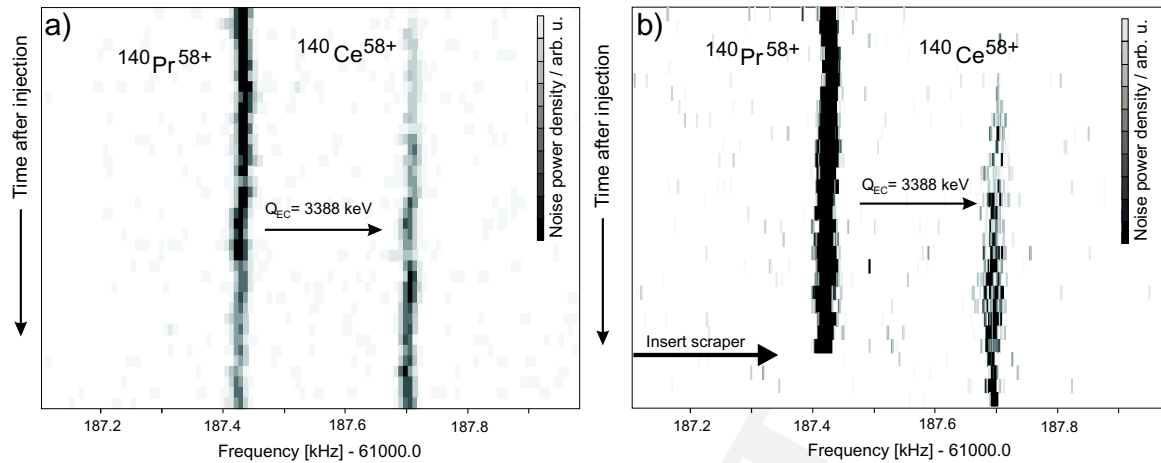 a)
¹⁴⁰Pr⁵⁸⁺
¹⁴⁰Ce⁵⁸⁺
Q_EC = 3388 keV
Time after injection
Noise power density / arb. u.
187.2 187.4 187.6 187.8
Frequency [kHz] - 61000.0
b)
¹⁴⁰Pr⁵⁸⁺
¹⁴⁰Ce⁵⁸⁺
Q_EC = 3388 keV
Insert scraper
Time after injection
Noise power density / arb. u.
187.2 187.4 187.6 187.8
Frequency [kHz] - 61000.0